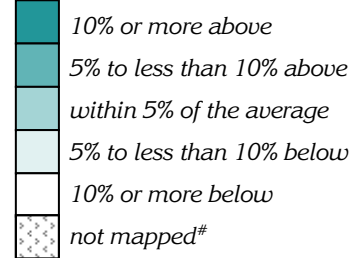 10% or more above
5% to less than 10% above
within 5% of the average
5% to less than 10% below
10% or more below
not mapped#